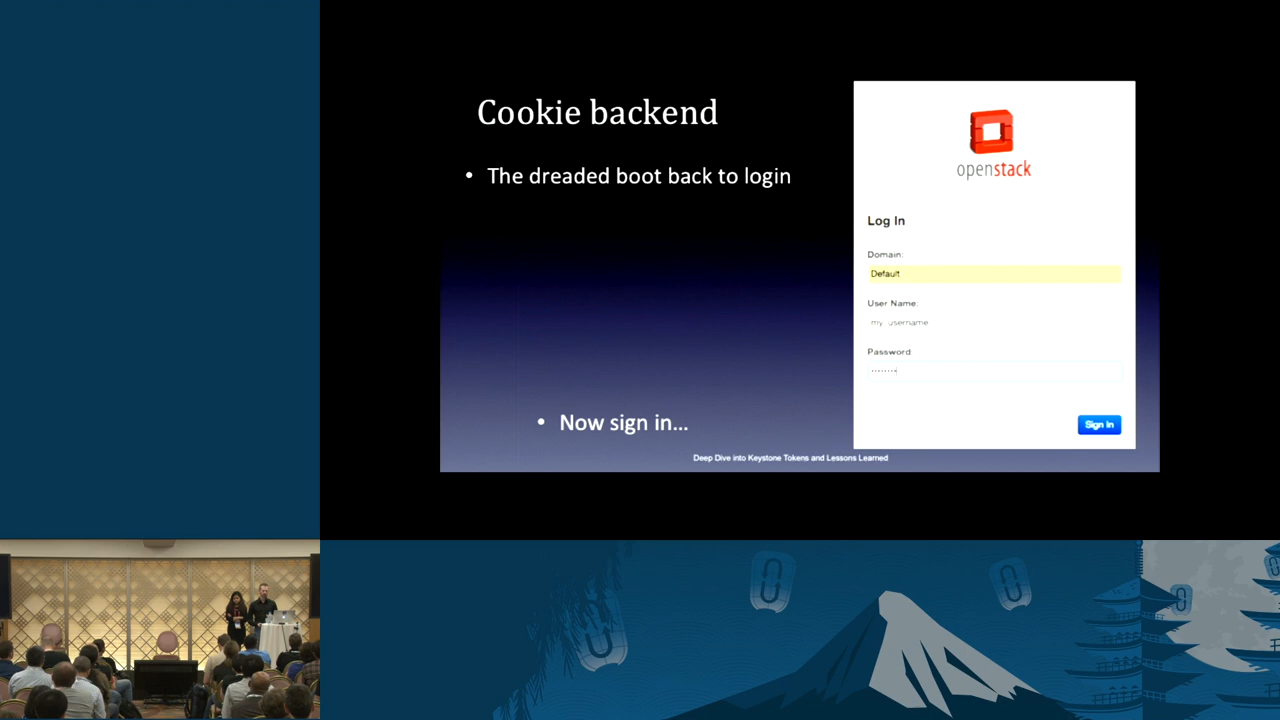 Cookie backend
• The dreaded boot back to login
openstack
Log In
Domain:
Default
User Name:
my_username
Password:
••••••••
Sign In
• Now sign in...
Deep Dive into Keystone Tokens and Lessons Learned